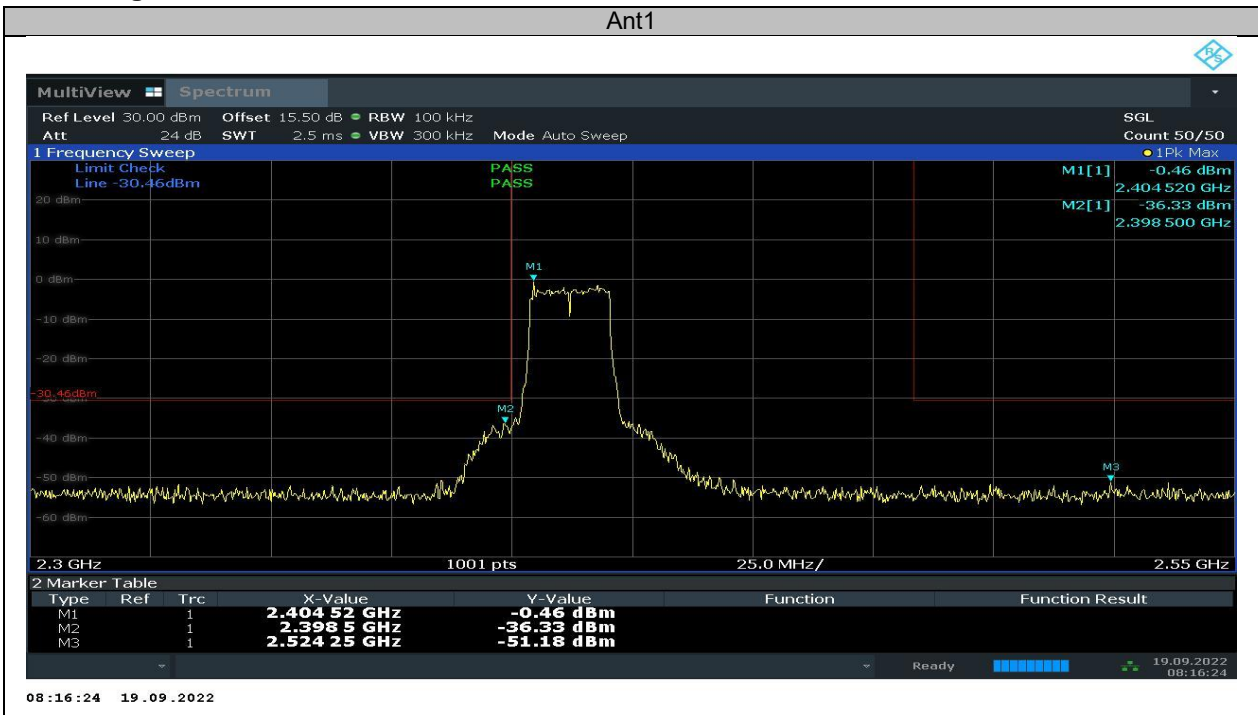 Ant1
R&S
MultiView Spectrum
Ref Level 30.00 dBm Offset 15.50 dB RBW 100 kHz SGL
Att 24 dB SWT 2.5 ms VBW 300 kHz Mode Auto Sweep Count 50/50
1 Frequency Sweep 1Pk Max
Limit Check PASS M1[1] -0.46 dBm
Line -30.46dBm PASS 2.404 520 GHz
20 dBm M2[1] -36.33 dBm
2.398 500 GHz
10 dBm
M1
0 dBm
-10 dBm
-20 dBm
-30.46dBm
M2
-40 dBm
M3
-50 dBm
-60 dBm
2.3 GHz 1001 pts 25.0 MHz/ 2.55 GHz
2 Marker Table
Type Ref Trc X-Value Y-Value Function Function Result
M1 1 2.404 52 GHz -0.46 dBm
M2 1 2.398 5 GHz -36.33 dBm
M3 1 2.524 25 GHz -51.18 dBm
Ready 19.09.2022
08:16:24
08:16:24 19.09.2022